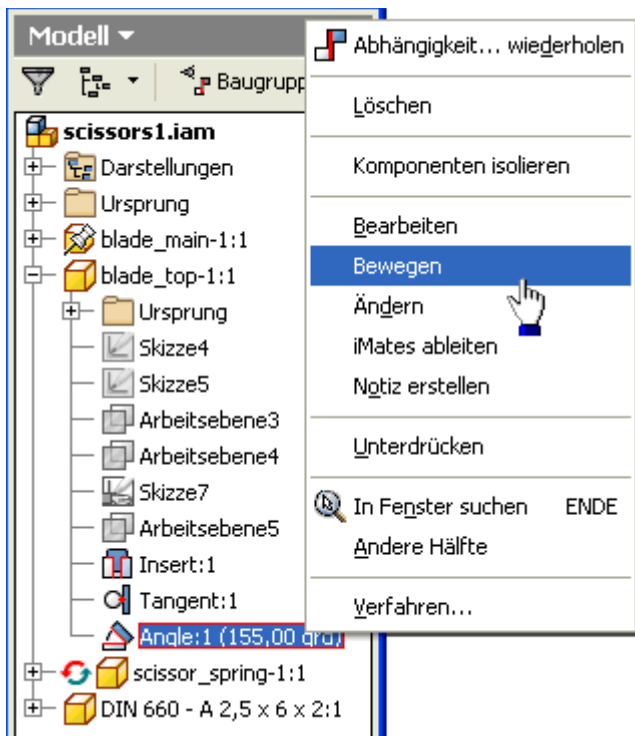 Modell
Baugrupp
scissors1.iam
Darstellungen
Ursprung
blade_main-1:1
blade_top-1:1
Ursprung
Skizze4
Skizze5
Arbeitsebene3
Arbeitsebene4
Skizze7
Arbeitsebene5
Insert:1
Tangent:1
Angle:1 (155,00 grd)
scissor_spring-1:1
DIN 660 - A 2,5 x 6 x 2:1
Abhängigkeit... wiederholen
Löschen
Komponenten isolieren
Bearbeiten
Bewegen
Ändern
iMates ableiten
Notiz erstellen
Unterdrücken
In Fenster suchen ENDE
Andere Hälfte
Verfahren...